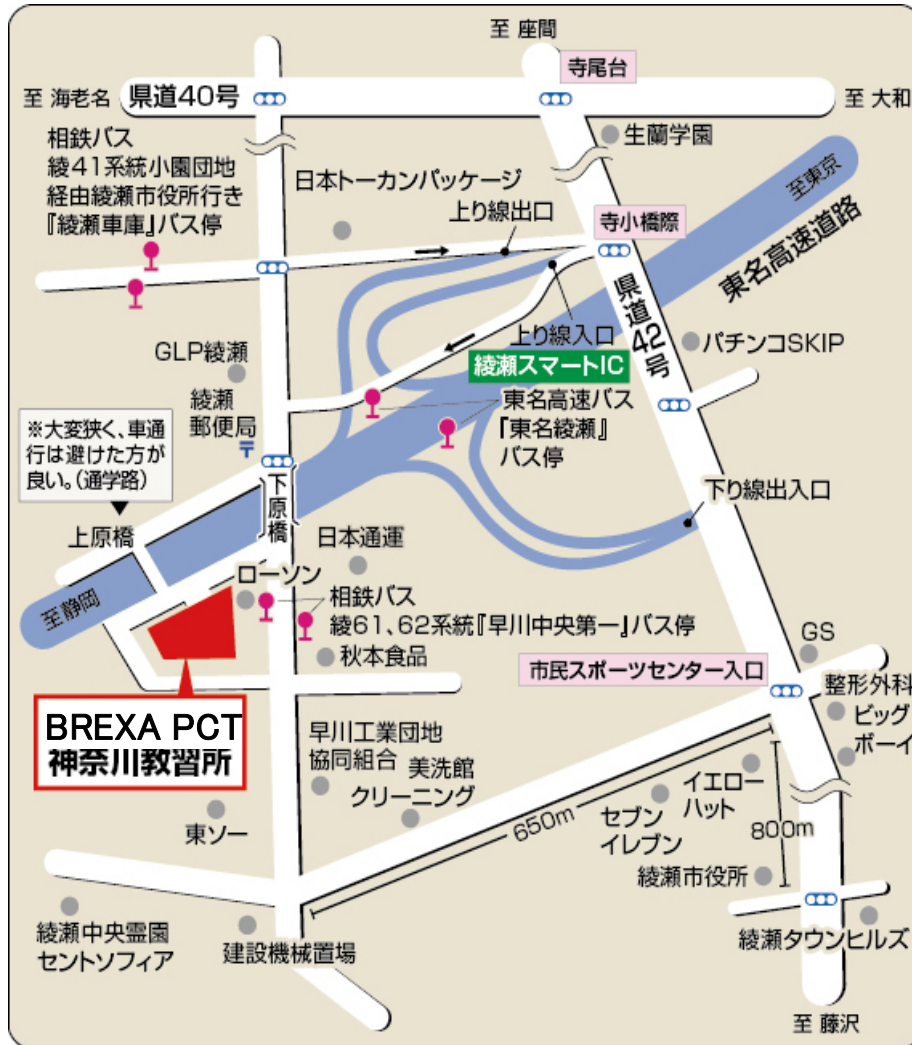 至 座間
寺尾台
至 海老名
県道40号
至 大和
相鉄バス
綾41系統小園団地
経由綾瀬市役所行き
『綾瀬車庫』バス停
生蘭学園
至東京
東名高速道路
日本トーカンパッケージ
上り線出口
寺小橋際
県道42号
上り線入口
綾瀬スマートIC
パチンコSKIP
GLP綾瀬
綾瀬
郵便局
〒
東名高速バス
『東名綾瀬』
バス停
※大変狭く、車通
行は避けた方が
良い。(通学路)
上原橋
下原橋
下り線出入口
日本通運
至静岡
ローソン
相鉄バス
綾61、62系統『早川中央第一』バス停
秋本食品
GS
市民スポーツセンター入口
整形外科
ビッグ
ボーイ
BREXA PCT
神奈川教習所
早川工業団地
協同組合
美洗館
クリーニング
イエロー
ハット
セブン
イレブン
650m
800m
東ソー
綾瀬市役所
綾瀬中央霊園
セントソフィア
建設機械置場
綾瀬タウンヒルズ
至 藤沢